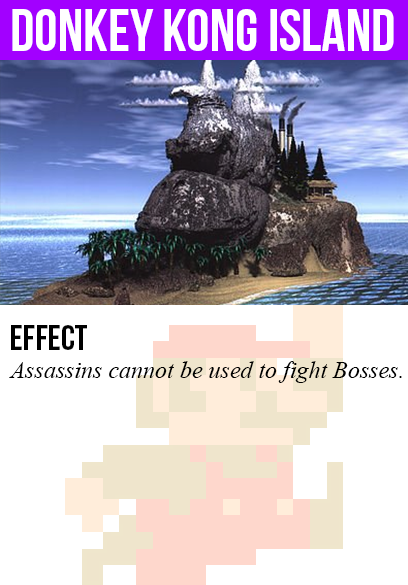 DONKEY KONG ISLAND
EFFECT
Assassins cannot be used to fight Bosses.